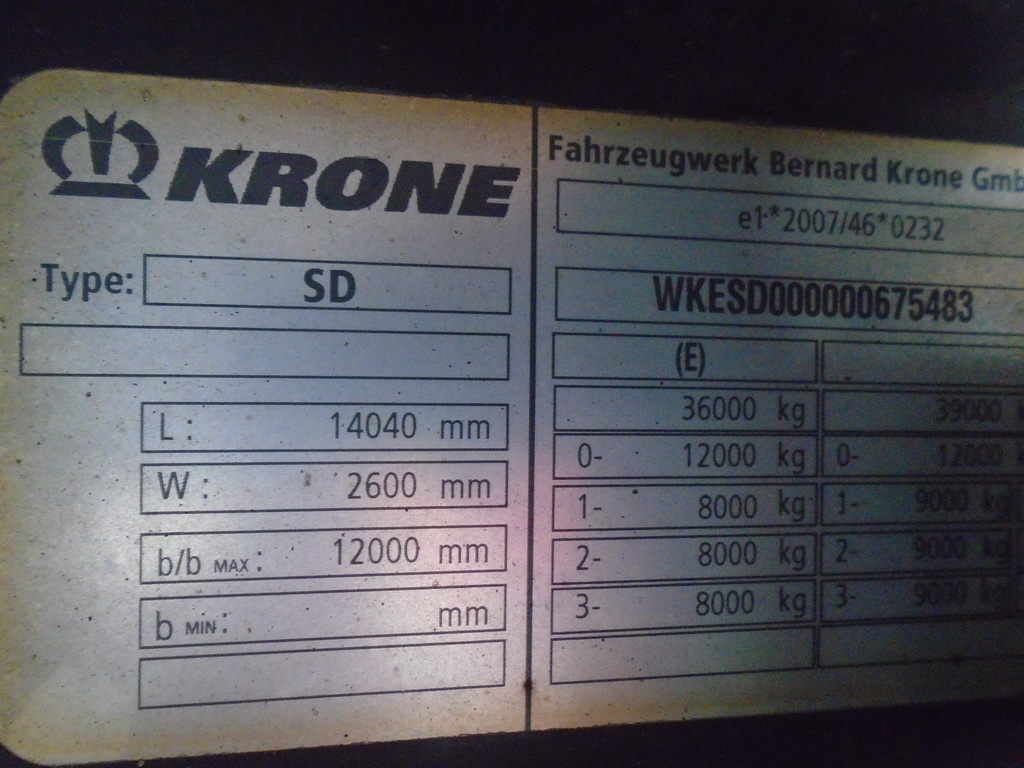 KRONE
Type: SD
L: 14040 mm
W: 2600 mm
b/b MAX: 12000 mm
b MIN: mm
Fahrzeugwerk Bernard Krone
e1*2007/46*0232
WKESD000000675483
(E)
36000 kg 39000
0- 12000 kg 0- 12000
1- 8000 kg 1- 9000 kg
2- 8000 kg 2- 9000 kg
3- 8000 kg 3- 9000 kg